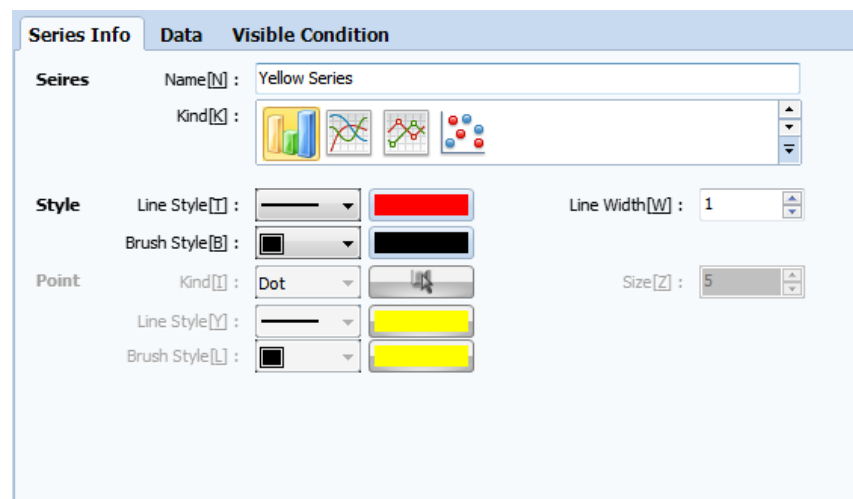 Series Info Data Visible Condition
Seires Name[N] : Yellow Series
Kind[K] :
Style Line Style[T] : Line Width[W] : 1
Brush Style[B] :
Point Kind[I] : Dot Size[Z] : 5
Line Style[Y] :
Brush Style[L] :